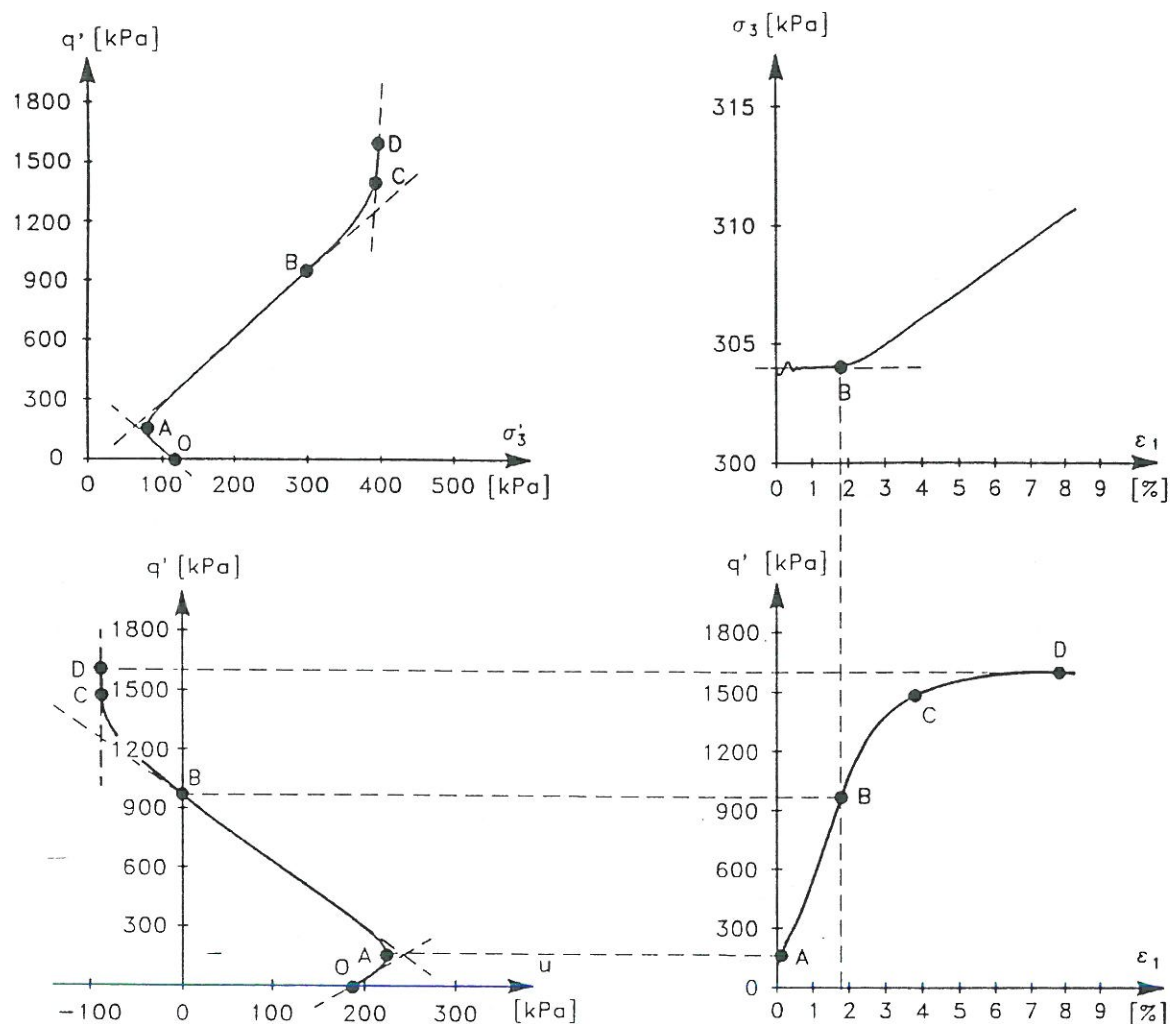 q' [kPa]
1800
1500
1200
900
600
300
0
D
C
B
A
O
σ'3
0 100 200 300 400 500 [kPa]
σ3 [kPa]
315
310
305
300
B
ε1
0 1 2 3 4 5 6 7 8 9 [%]
q' [kPa]
1800
1500
1200
900
600
300
D
C
B
A
O
u
-100 0 100 200 300 [kPa]
q' [kPa]
1800
1500
1200
900
600
300
0
D
C
B
A
ε1
0 1 2 3 4 5 6 7 8 9 [%]